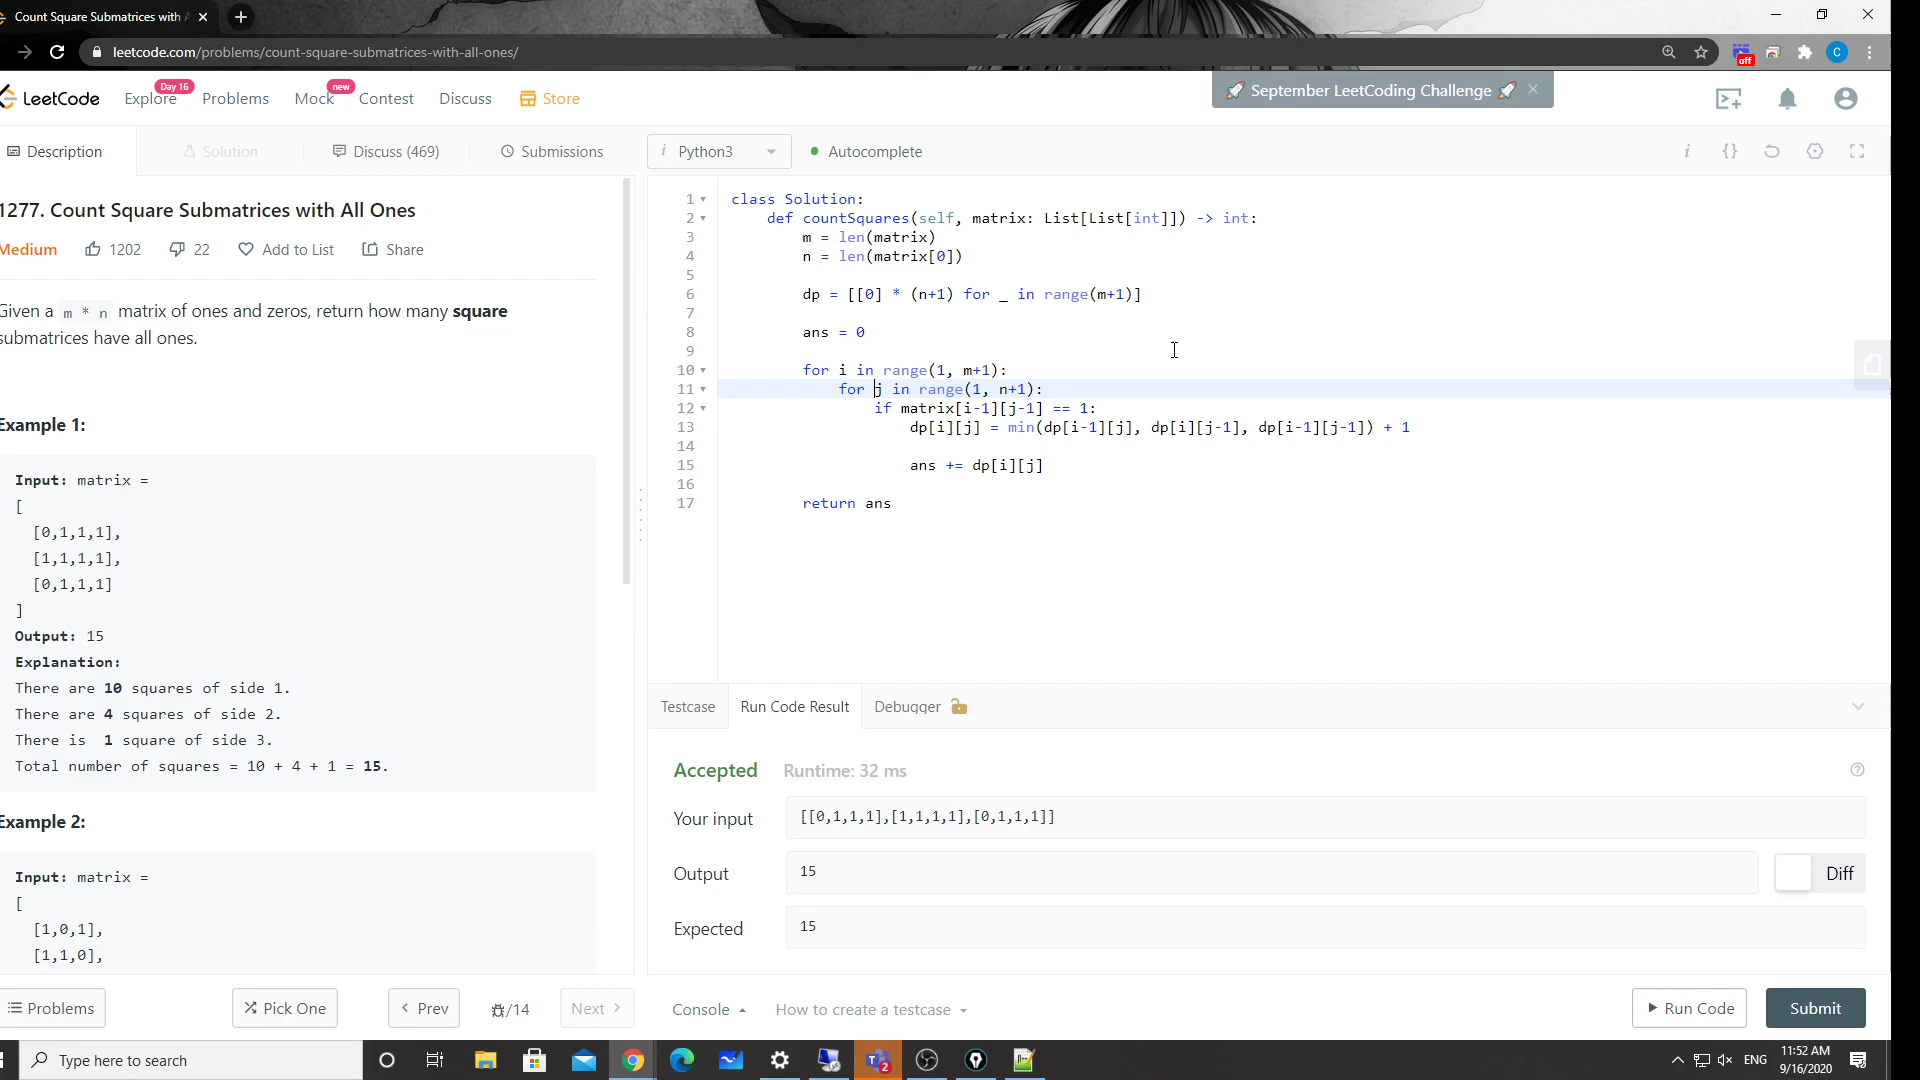 Count Square Submatrices with
leetcode.com/problems/count-square-submatrices-with-all-ones/
off
C
LeetCode
Explore
Day 16
Problems
Mock
new
Contest
Discuss
Store
🚀 September LeetCoding Challenge 🚀 ×
Description
Solution
Discuss (469)
Submissions
i Python3
Autocomplete
i {}
1277. Count Square Submatrices with All Ones
Medium 1202 22 Add to List Share
Given a m * n matrix of ones and zeros, return how many square
submatrices have all ones.
Example 1:
Input: matrix =
[
[0,1,1,1],
[1,1,1,1],
[0,1,1,1]
]
Output: 15
Explanation:
There are 10 squares of side 1.
There are 4 squares of side 2.
There is  1 square of side 3.
Total number of squares = 10 + 4 + 1 = 15.
Example 2:
Input: matrix =
[
[1,0,1],
[1,1,0],
Problems
Pick One
Prev
/14
Next
1 class Solution:
2 def countSquares(self, matrix: List[List[int]]) -> int:
3 m = len(matrix)
4 n = len(matrix[0])
5
6 dp = [[0] * (n+1) for _ in range(m+1)]
7
8 ans = 0
9
10 for i in range(1, m+1):
11 for j in range(1, n+1):
12 if matrix[i-1][j-1] == 1:
13 dp[i][j] = min(dp[i-1][j], dp[i][j-1], dp[i-1][j-1]) + 1
14
15 ans += dp[i][j]
16
17 return ans
Testcase
Run Code Result
Debugger
Accepted Runtime: 32 ms
Your input [[0,1,1,1],[1,1,1,1],[0,1,1,1]]
Output 15 Diff
Expected 15
Console
How to create a testcase
Run Code
Submit
Type here to search
2
ENG
11:52 AM
9/16/2020